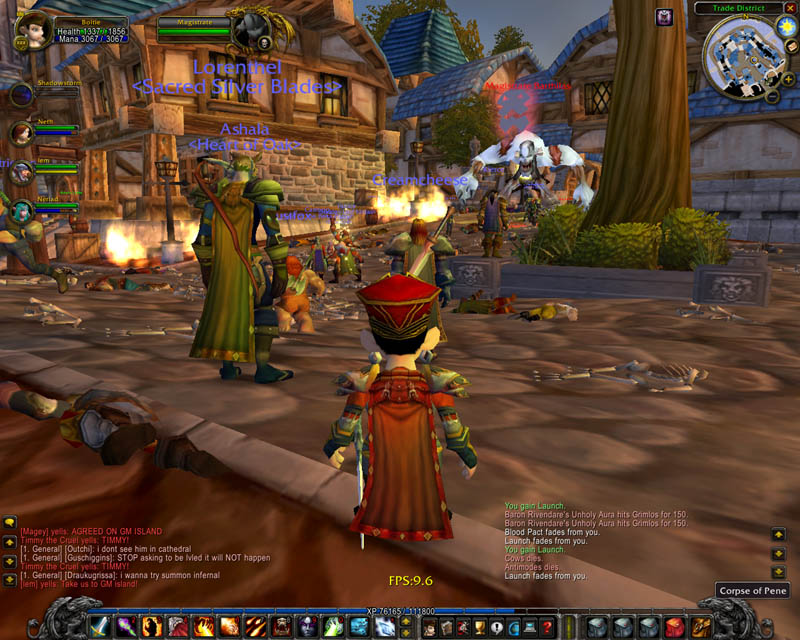 Boltie
Health 1337 / 1856
Mana 3067 / 3067
Magistrate
Trade District
N
Lorenthel
<Sacred Silver Blades>
Shadowstorm
Ashala
<Heart of Oak>
Neth
Iem
Creamcheese
Neriad
You gain Launch.
Baron Rivendare's Unholy Aura hits Grimlos for 150.
Baron Rivendare's Unholy Aura hits Grimlos for 150.
Blood Pact fades from you.
Launch fades from you.
You gain Launch.
Cows dies.
Antimodes dies.
Launch fades from you.
[Magey] yells: AGREED ON GM ISLAND
Timmy the Cruel yells: TIMMY!
[1. General] [Outchi]: i dont see him in cathedral
[1. General] [Guschiggins]: STOP asking to be lvled it will NOT happen
Timmy the Cruel yells: TIMMY!
[1. General] [Draukugrissa]: i wanna try summon infernal
[Iem] yells: Take us to GM island!
FPS:9.6
Corpse of Pene
XP 76165 / 111800